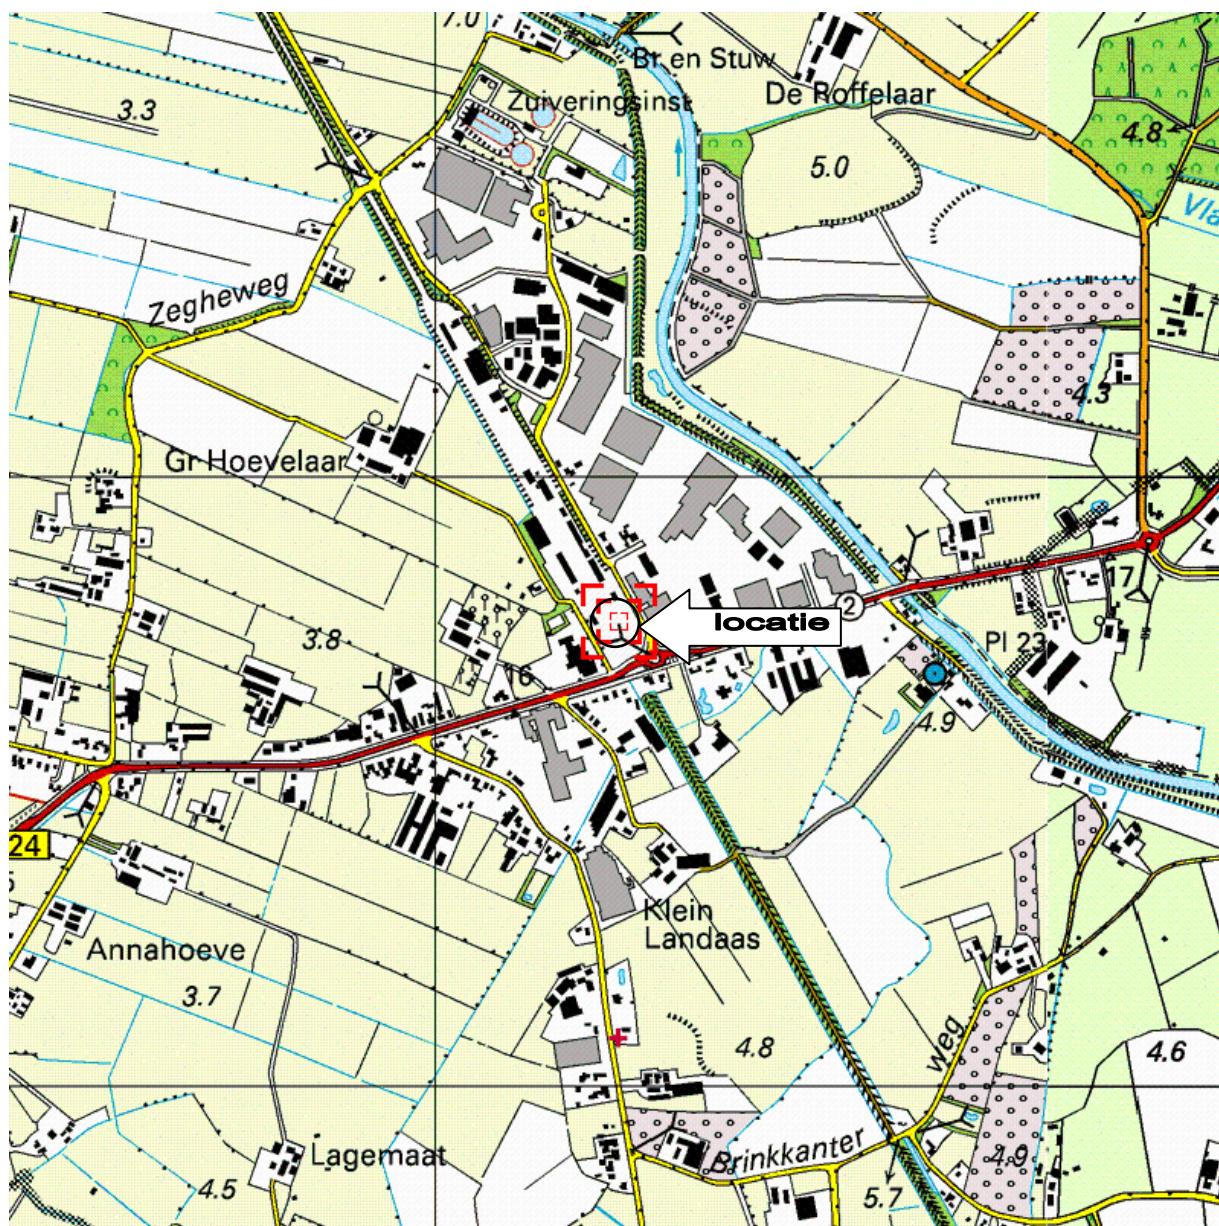 7.0
Br en Stuw
Zuiveringsinst
De Roffelaar
3.3
4.8
5.0
Vla
Zegheweg
4.3
Gr Hoevelaar
17
locatie
2
3.8
Pl 23
16
4.9
24
Klein
Landaas
Annahoeve
3.7
weg
4.8
4.6
Lagemaat
Brinkkanter
4.9
4.5
5.7